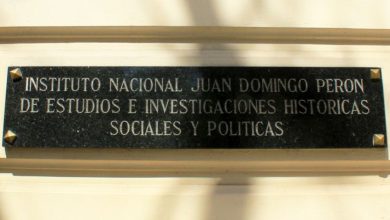 INSTITUTO NACIONAL JUAN DOMINGO PERON
DE ESTUDIOS E INVESTIGACIONES HISTORICAS
SOCIALES Y POLITICAS